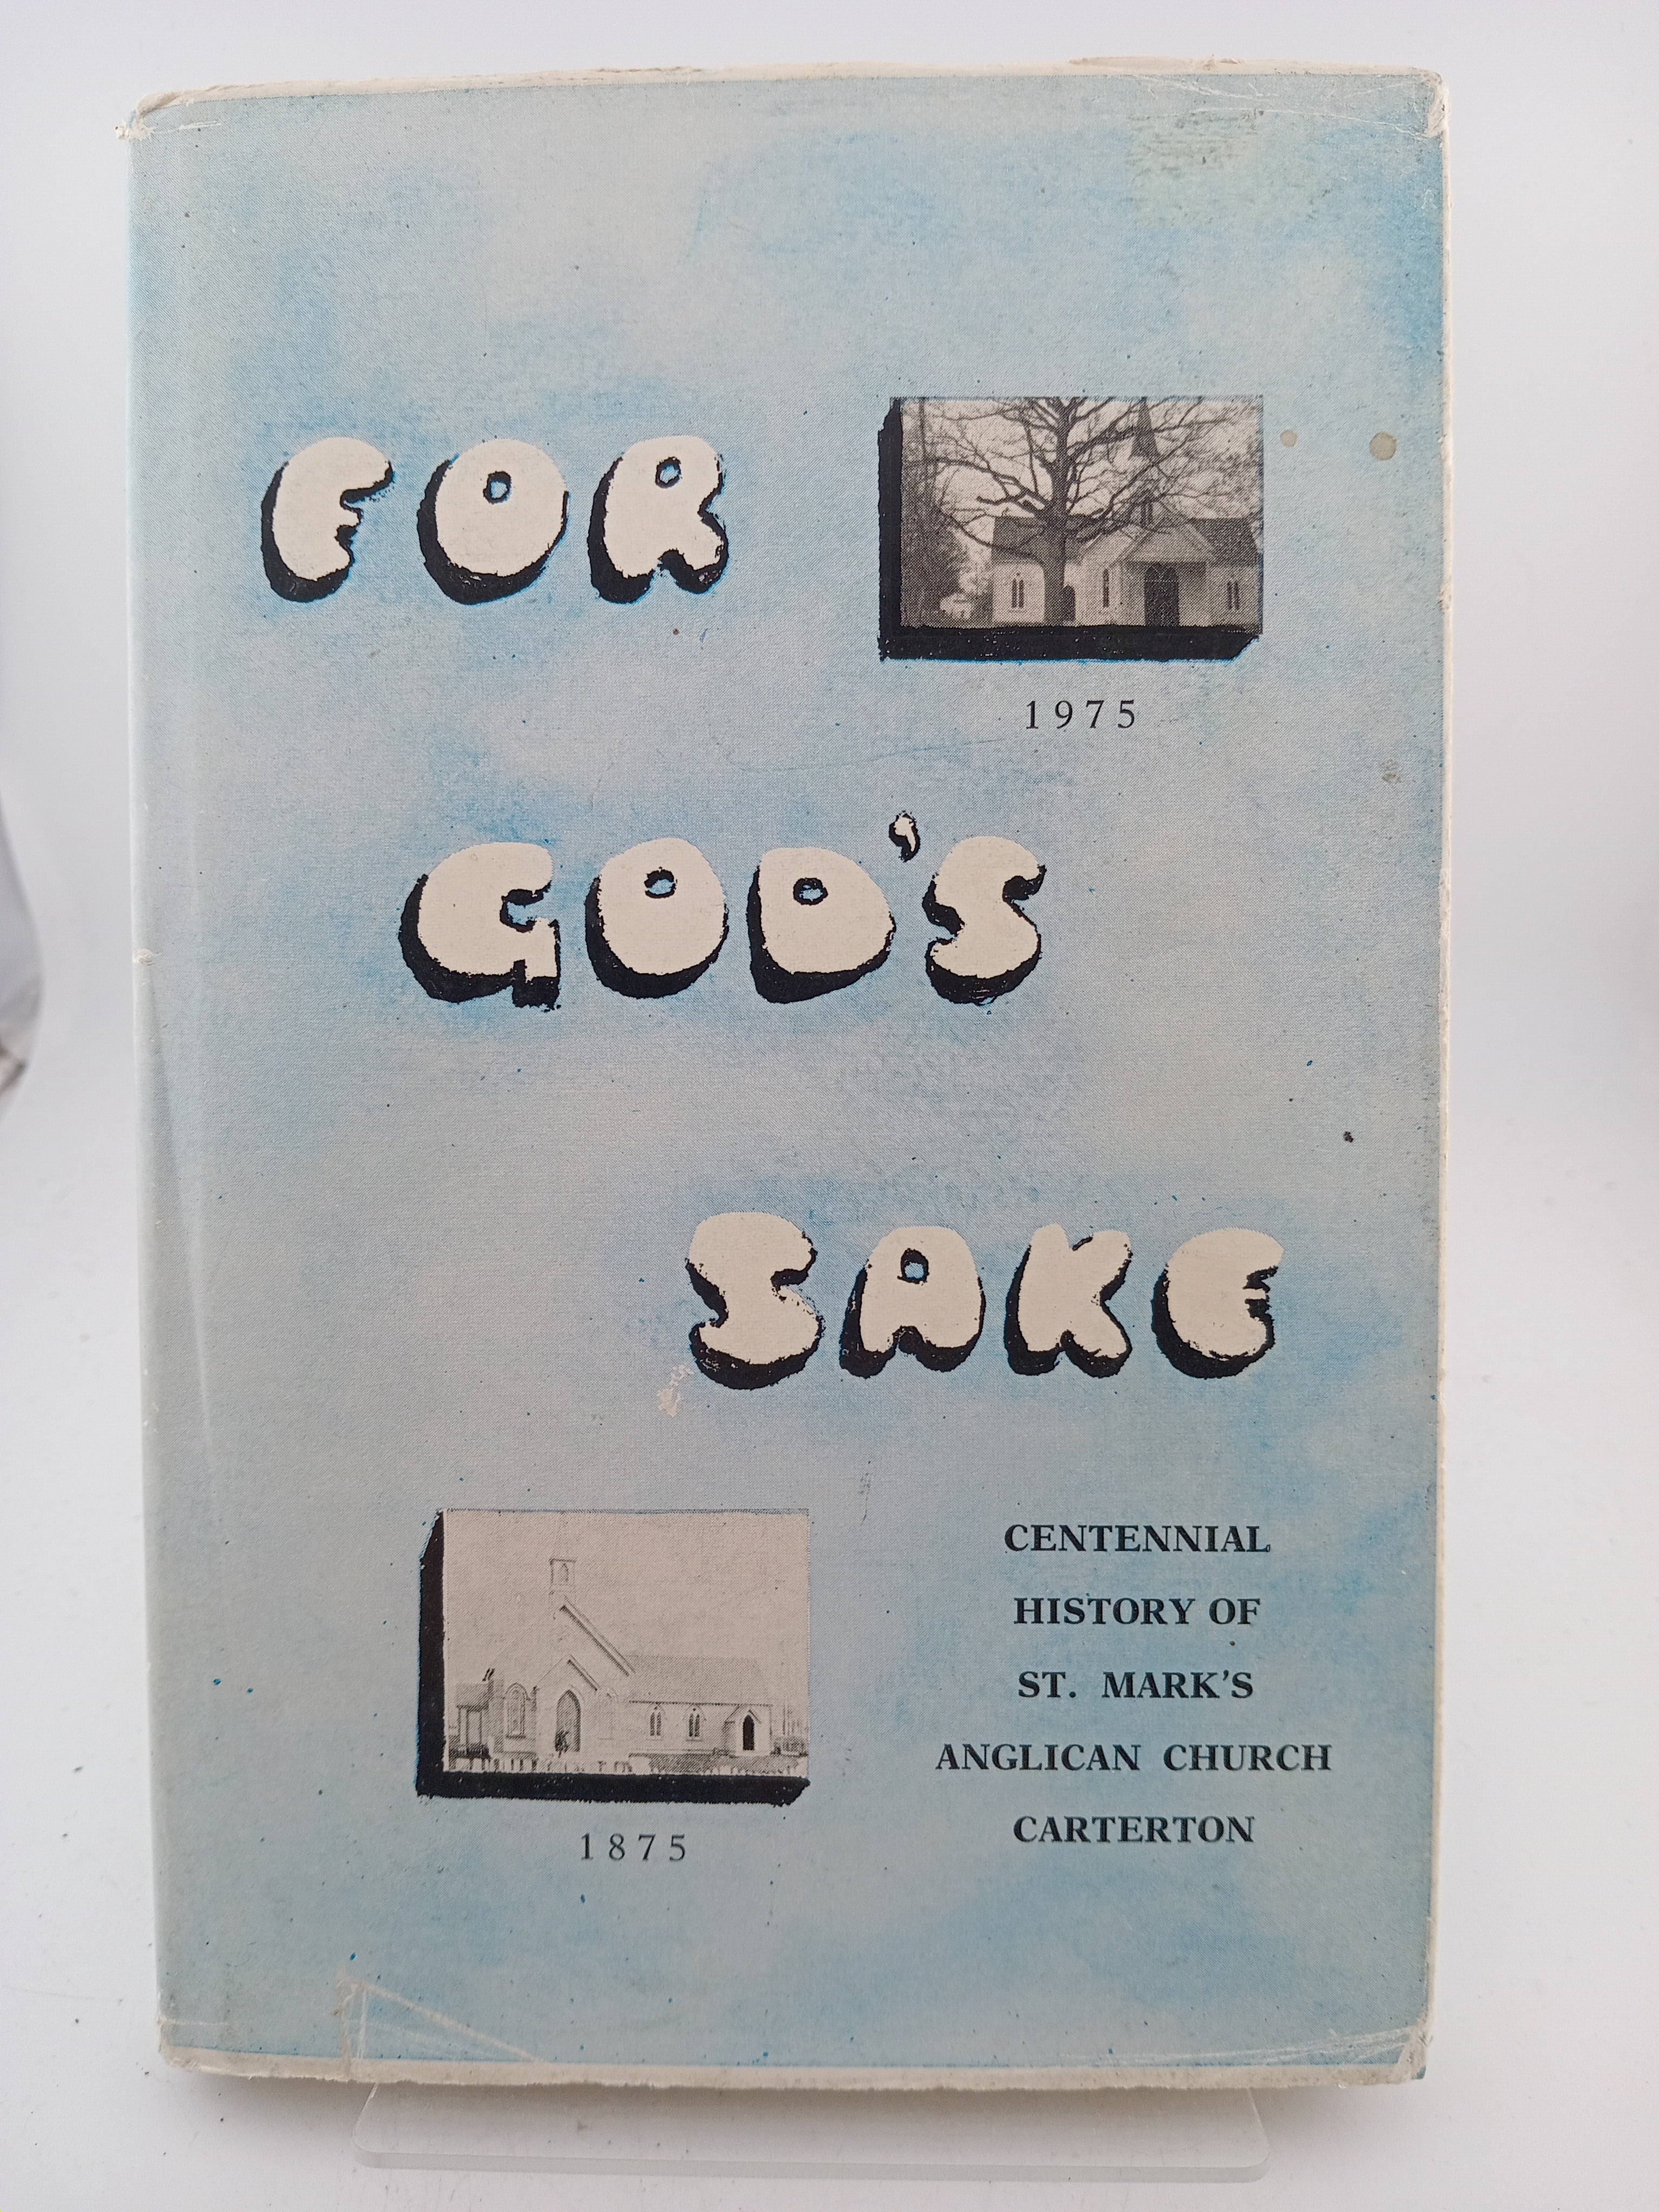 FOR
1975
GOD'S
SAKE
1875
CENTENNIAL
HISTORY OF
ST. MARK'S
ANGLICAN CHURCH
CARTERTON